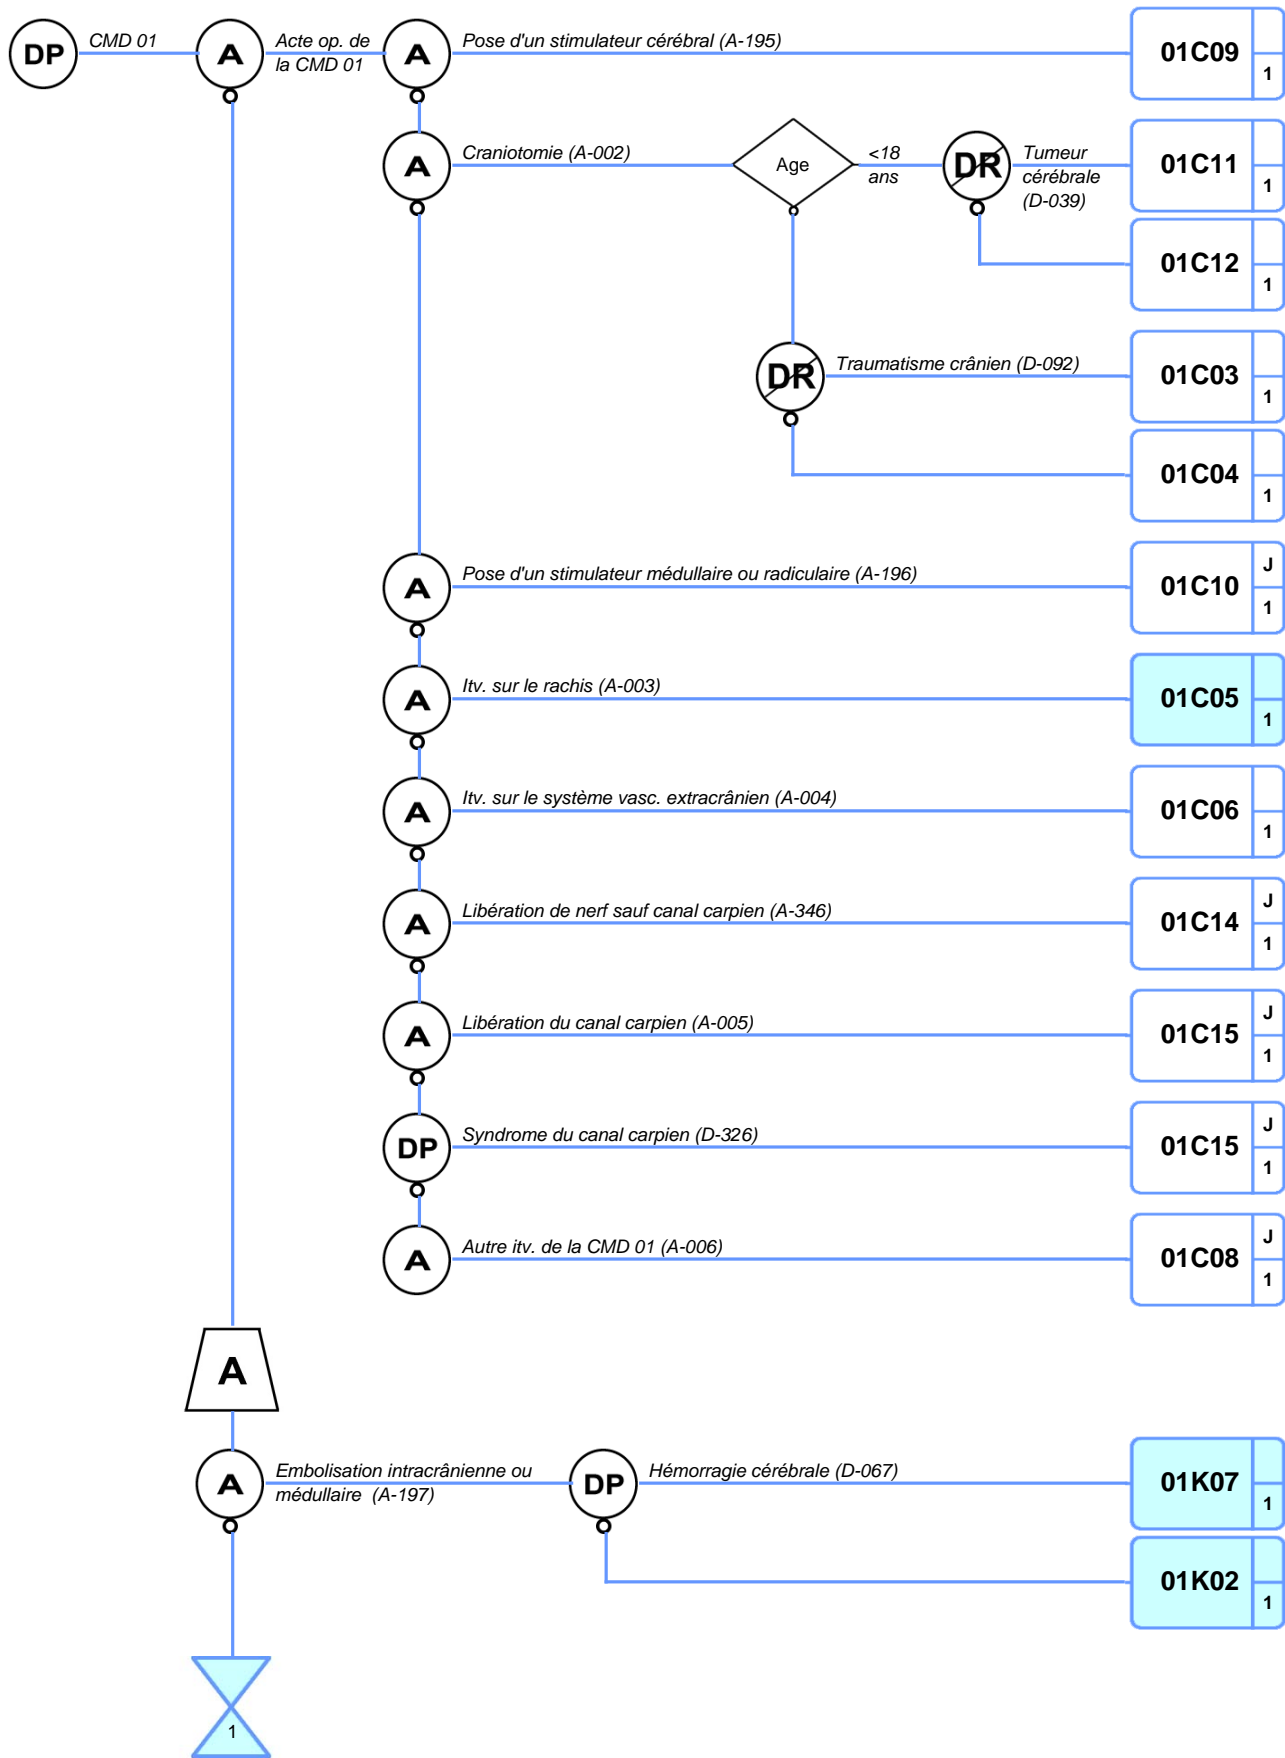 DP
CMD 01
A
Acte op. de
la CMD 01
A
Pose d'un stimulateur cérébral (A-195)
01C09
1
A
Craniotomie (A-002)
Age
<18
ans
DR
Tumeur
cérébrale
(D-039)
01C11
1
01C12
1
DR
Traumatisme crânien (D-092)
01C03
1
01C04
1
A
Pose d'un stimulateur médullaire ou radiculaire (A-196)
01C10
J
1
A
Itv. sur le rachis (A-003)
01C05
1
A
Itv. sur le système vasc. extracrânien (A-004)
01C06
1
A
Libération de nerf sauf canal carpien (A-346)
01C14
J
1
A
Libération du canal carpien (A-005)
01C15
J
1
DP
Syndrome du canal carpien (D-326)
01C15
J
1
A
Autre itv. de la CMD 01 (A-006)
01C08
J
1
A
A
Embolisation intracrânienne ou
médullaire (A-197)
DP
Hémorragie cérébrale (D-067)
01K07
1
01K02
1
1